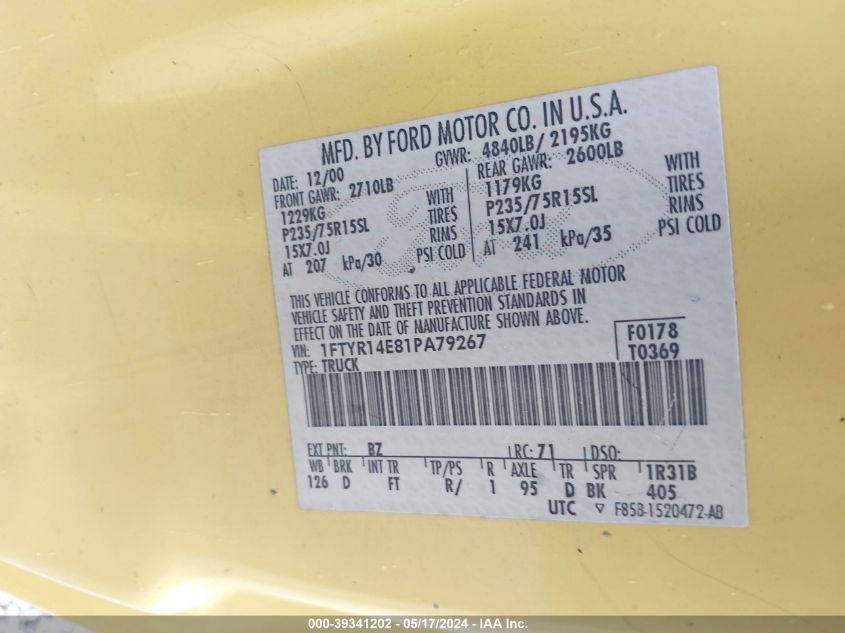 MFD. BY FORD MOTOR CO. IN U.S.A.
DATE: 12/00 GVWR: 4840LB/ 2195KG
FRONT GAWR: 2710LB REAR GAWR: 2600LB
1229KG WITH 1179KG WITH
P235/75R15SL TIRES P235/75R15SL TIRES
15X7.0J RIMS 15X7.0J RIMS
AT 207 kPa/30 PSI COLD AT 241 kPa/35 PSI COLD
THIS VEHICLE CONFORMS TO ALL APPLICABLE FEDERAL MOTOR
VEHICLE SAFETY AND THEFT PREVENTION STANDARDS IN
EFFECT ON THE DATE OF MANUFACTURE SHOWN ABOVE.
VIN: 1FTYR14E81PA79267 F0178
TYPE: TRUCK T0369
EXT PNT: BZ RC: 71 DSO:
WB BRK INT TR TP/PS R AXLE TR SPR 1R31B
126 D FT R/ 1 95 D BK 405
UTC ▽ F85B-1520472-AB
000-39341202 - 05/17/2024 - IAA Inc.